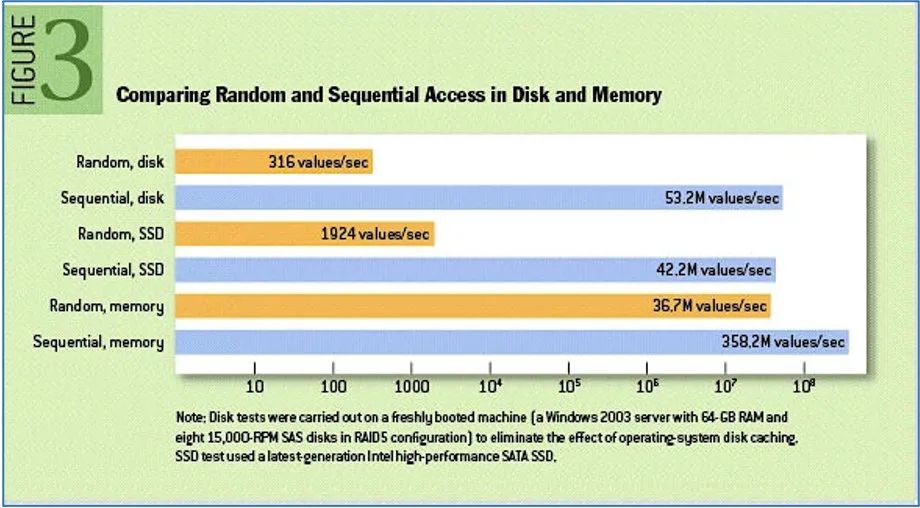 FIGURE
3
Comparing Random and Sequential Access in Disk and Memory
Random, disk 316 values/sec
Sequential, disk 53.2M values/sec
Random, SSD 1924 values/sec
Sequential, SSD 42.2M values/sec
Random, memory 36.7M values/sec
Sequential, memory 358.2M values/sec
10 100 1000 10⁴ 10⁵ 10⁶ 10⁷ 10⁸
Note: Disk tests were carried out on a freshly booted machine (a Windows 2003 server with 64-GB RAM and
eight 15,000-RPM SAS disks in RAID5 configuration) to eliminate the effect of operating-system disk caching.
SSD test used a latest-generation Intel high-performance SATA SSD.